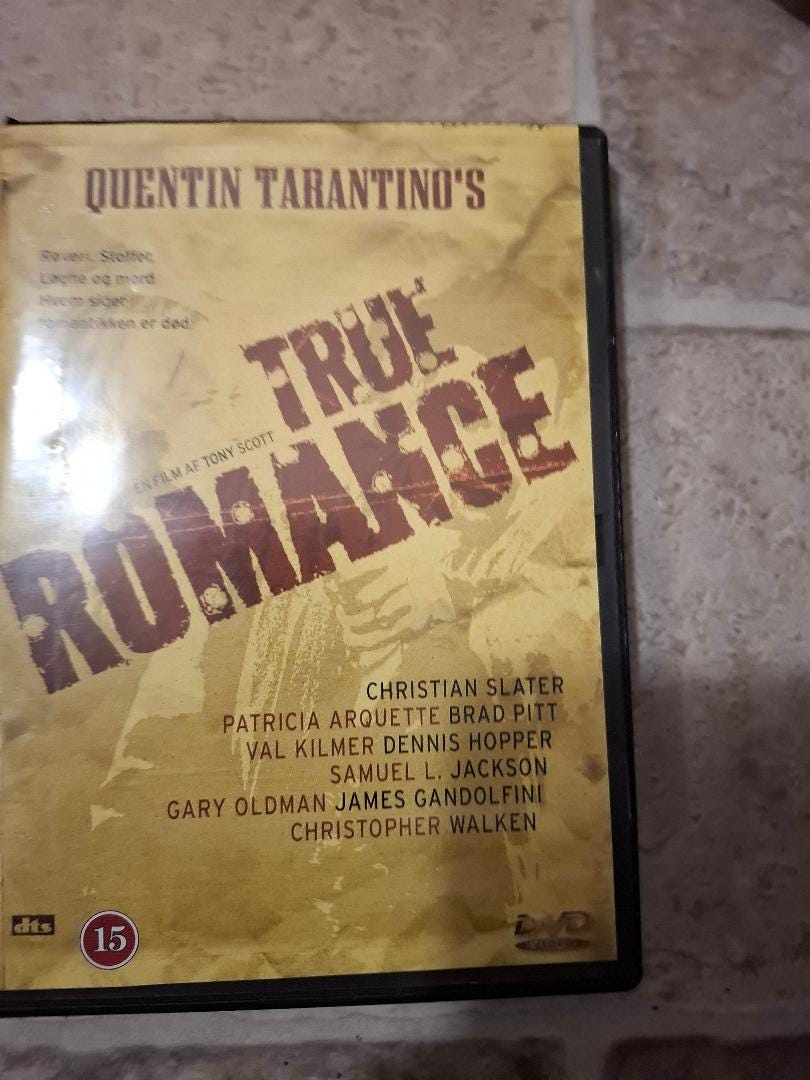 QUENTIN TARANTINO'S
Røveri. Stoffer.
Løgne og mord
Hvem siger
romantikken er død
TRUE
EN FILM AF TONY SCOTT
ROMANCE
CHRISTIAN SLATER
PATRICIA ARQUETTE BRAD PITT
VAL KILMER DENNIS HOPPER
SAMUEL L. JACKSON
GARY OLDMAN JAMES GANDOLFINI
CHRISTOPHER WALKEN
dts
15
DVD
VIDEO